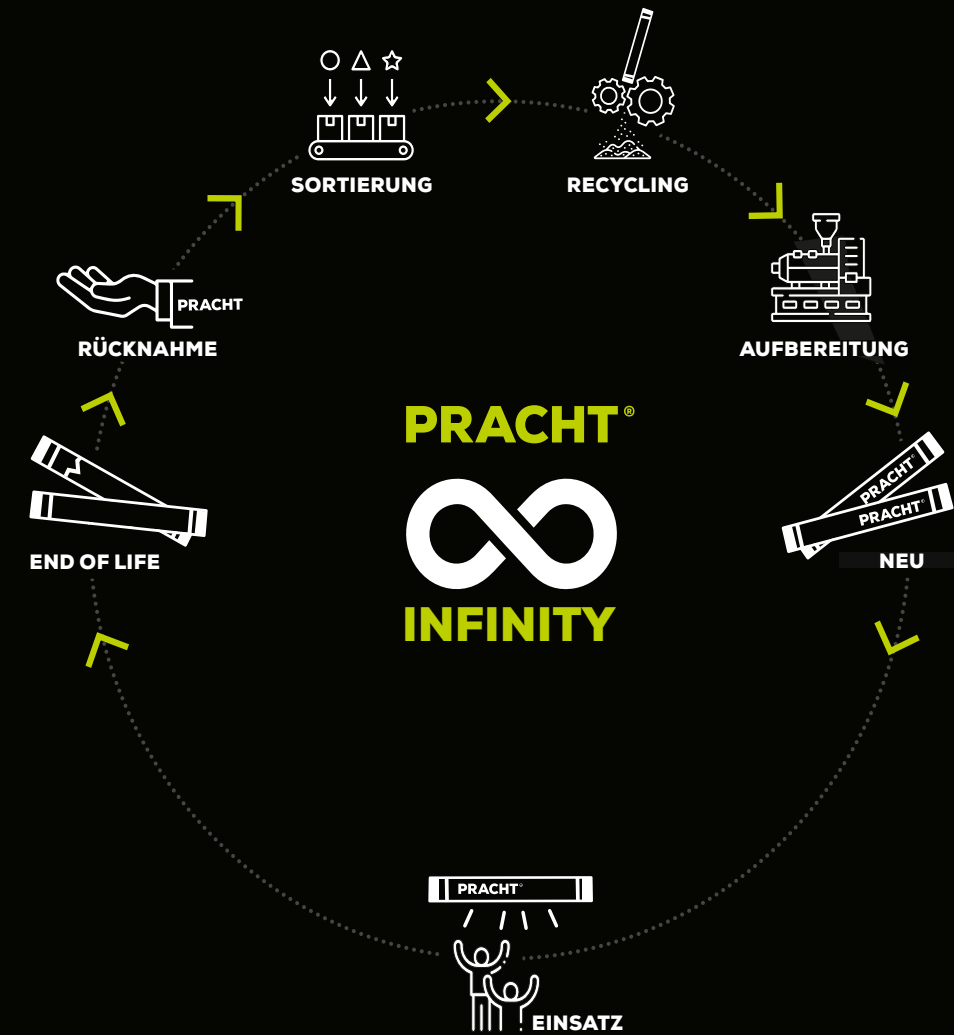 SORTIERUNG
RECYCLING
PRACHT
RÜCKNAHME
AUFBEREITUNG
PRACHT®
INFINITY
END OF LIFE
PRACHT®
PRACHT®
NEU
PRACHT®
EINSATZ